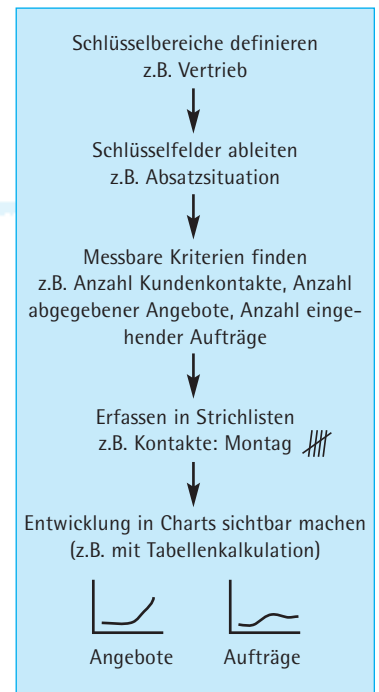 Schlüsselbereiche definieren
z.B. Vertrieb
Schlüsselfelder ableiten
z.B. Absatzsituation
Messbare Kriterien finden
z.B. Anzahl Kundenkontakte, Anzahl
abgegebener Angebote, Anzahl einge-
hender Aufträge
Erfassen in Strichlisten
z.B. Kontakte: Montag
Entwicklung in Charts sichtbar machen
(z.B. mit Tabellenkalkulation)
Angebote Aufträge